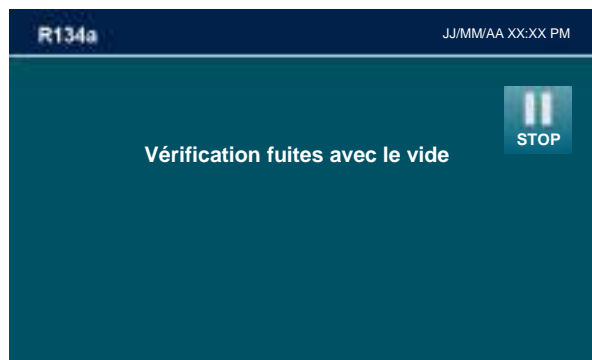 R134a
JJ/MM/AA XX:XX PM
STOP
Vérification fuites avec le vide